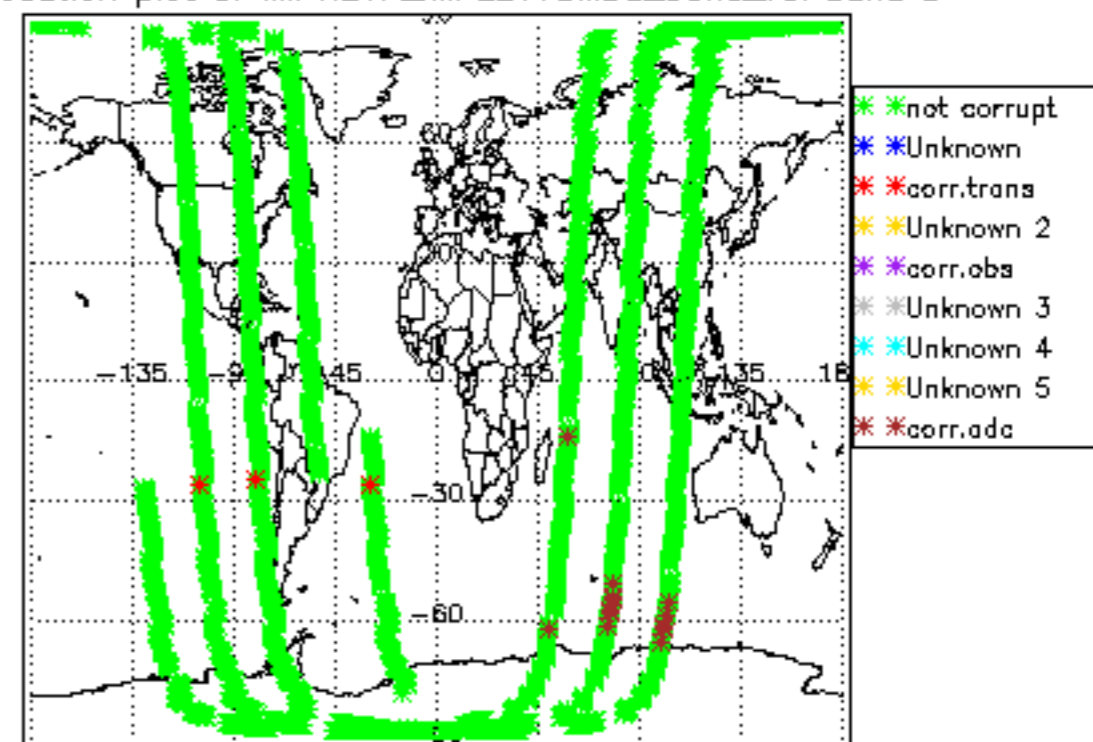 60
-135
45
0
45
135
-30
-60
not corrupt
Unknown
corr.trans
Unknown 2
corr.obs
Unknown 3
Unknown 4
Unknown 5
corr.adc